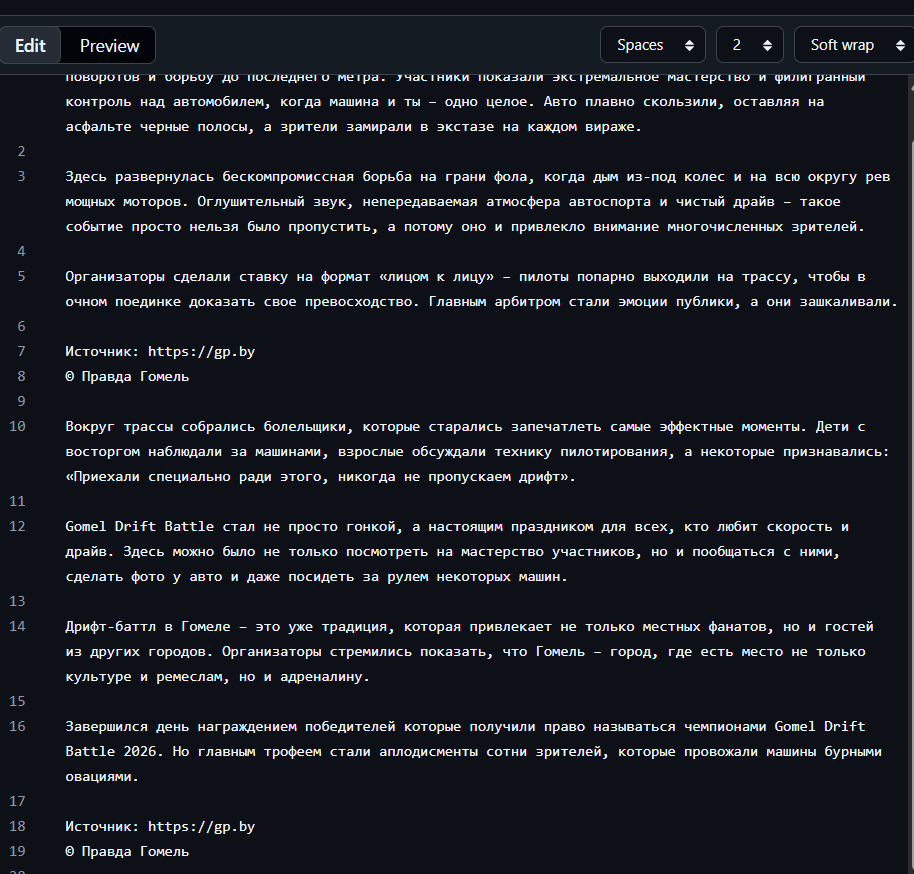 Edit
Preview
Spaces
2
Soft wrap
поворотов и борьбу до последнего метра. Участники показали экстремальное мастерство и филигранный
контроль над автомобилем, когда машина и ты – одно целое. Авто плавно скользили, оставляя на
асфальте черные полосы, а зрители замирали в экстазе на каждом вираже.
2
3 Здесь развернулась бескомпромиссная борьба на грани фола, когда дым из-под колес и на всю округу рев
мощных моторов. Оглушительный звук, непередаваемая атмосфера автоспорта и чистый драйв – такое
событие просто нельзя было пропустить, а потому оно и привлекло внимание многочисленных зрителей.
4
5 Организаторы сделали ставку на формат «лицом к лицу» – пилоты попарно выходили на трассу, чтобы в
очном поединке доказать свое превосходство. Главным арбитром стали эмоции публики, а они зашкаливали.
6
7 Источник: https://gp.by
8 © Правда Гомель
9
10 Вокруг трассы собрались болельщики, которые старались запечатлеть самые эффектные моменты. Дети с
восторгом наблюдали за машинами, взрослые обсуждали технику пилотирования, а некоторые признавались:
«Приехали специально ради этого, никогда не пропускаем дрифт».
11
12 Gomel Drift Battle стал не просто гонкой, а настоящим праздником для всех, кто любит скорость и
драйв. Здесь можно было не только посмотреть на мастерство участников, но и пообщаться с ними,
сделать фото у авто и даже посидеть за рулем некоторых машин.
13
14 Дрифт-баттл в Гомеле – это уже традиция, которая привлекает не только местных фанатов, но и гостей
из других городов. Организаторы стремились показать, что Гомель – город, где есть место не только
культуре и ремеслам, но и адреналину.
15
16 Завершился день награждением победителей которые получили право называться чемпионами Gomel Drift
Battle 2026. Но главным трофеем стали аплодисменты сотни зрителей, которые провожали машины бурными
овациями.
17
18 Источник: https://gp.by
19 © Правда Гомель
20